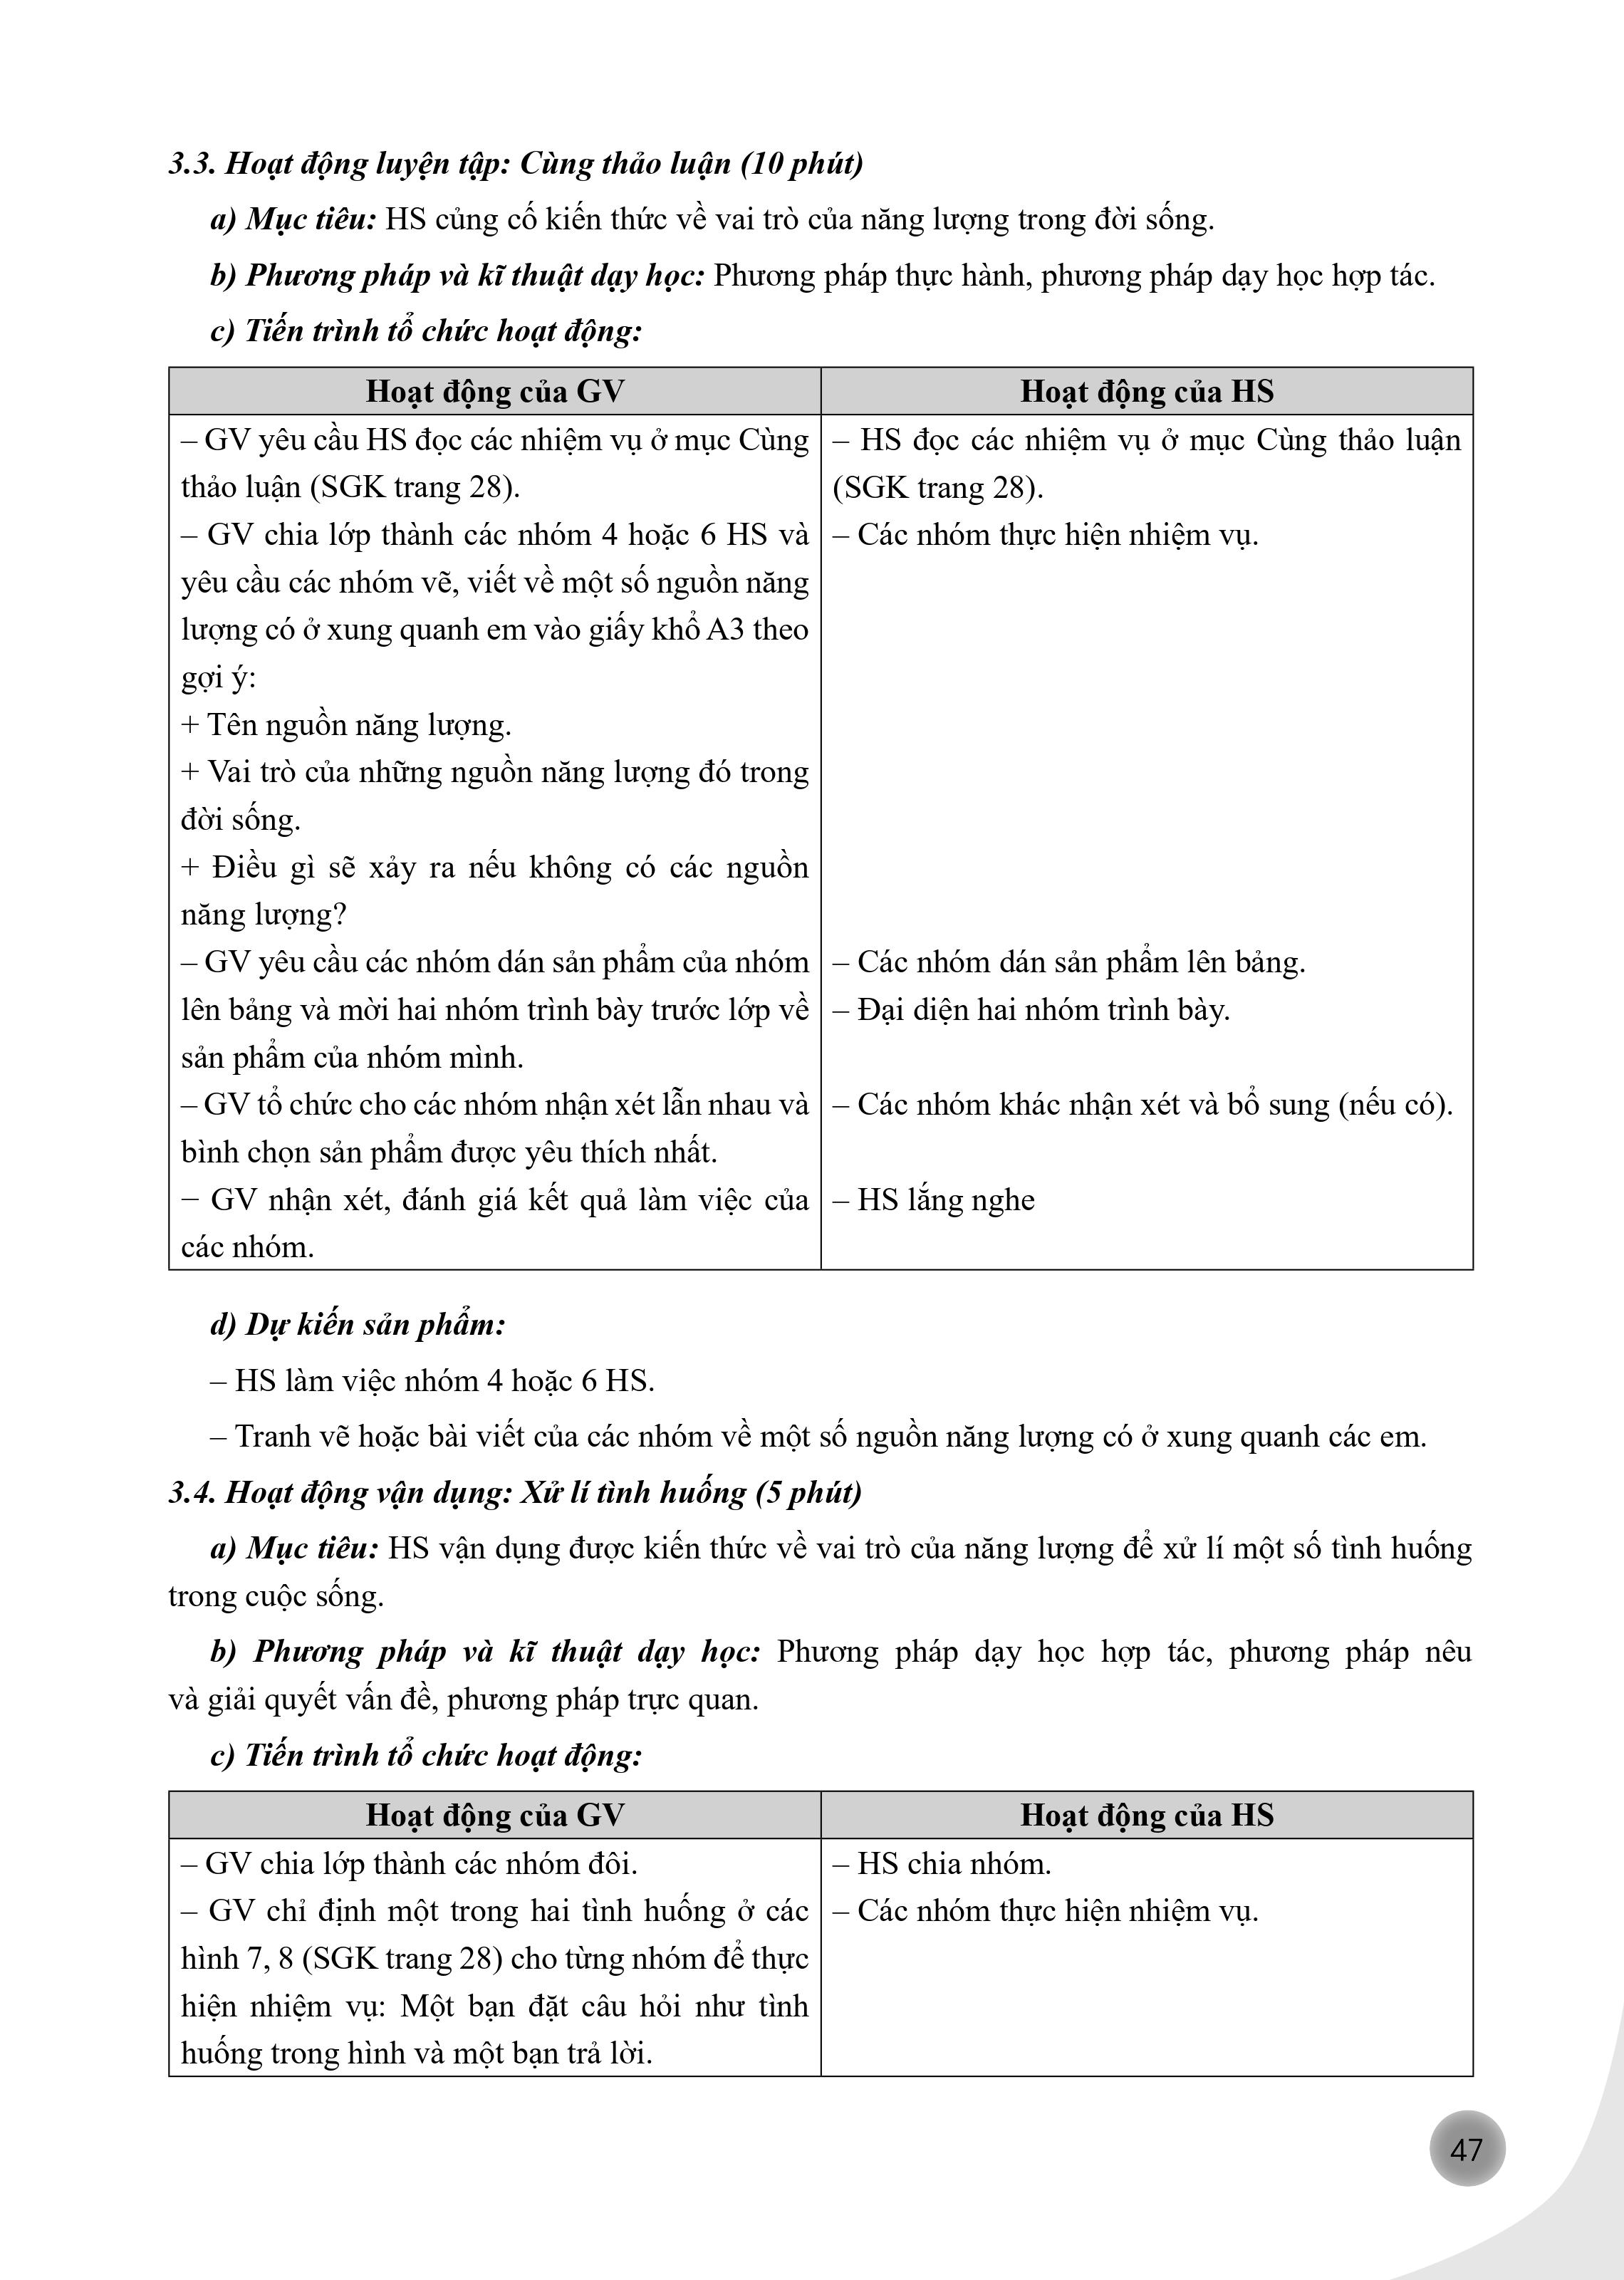 3.3. Hoạt động luyện tập: Cùng thảo luận (10 phút)
a) Mục tiêu: HS củng cố kiến thức về vai trò của năng lượng trong đời sống.
b) Phương pháp và kĩ thuật dạy học: Phương pháp thực hành, phương pháp dạy học hợp tác.
c) Tiến trình tổ chức hoạt động:
Hoạt động của GV
– GV yêu cầu HS đọc các nhiệm vụ ở mục Cùng
thảo luận (SGK trang 28).
– GV chia lớp thành các nhóm 4 hoặc 6 HS và
yêu cầu các nhóm vẽ, viết về một số nguồn năng
lượng có ở xung quanh em vào giấy khổ A3 theo
gợi ý:
+ Tên nguồn năng lượng.
+ Vai trò của những nguồn năng lượng đó trong
đời sống.
+ Điều gì sẽ xảy ra nếu không có các nguồn
năng lượng?
– GV yêu cầu các nhóm dán sản phẩm của nhóm
lên bảng và mời hai nhóm trình bày trước lớp về
sản phẩm của nhóm mình.
– GV tổ chức cho các nhóm nhận xét lẫn nhau và
bình chọn sản phẩm được yêu thích nhất.
– GV nhận xét, đánh giá kết quả làm việc của
các nhóm.
Hoạt động của HS
– HS đọc các nhiệm vụ ở mục Cùng thảo luận
(SGK trang 28).
– Các nhóm thực hiện nhiệm vụ.
– Các nhóm dán sản phẩm lên bảng.
– Đại diện hai nhóm trình bày.
– Các nhóm khác nhận xét và bổ sung (nếu có).
– HS lắng nghe
d) Dự kiến sản phẩm:
– HS làm việc nhóm 4 hoặc 6 HS.
– Tranh vẽ hoặc bài viết của các nhóm về một số nguồn năng lượng có ở xung quanh các em.
3.4. Hoạt động vận dụng: Xử lí tình huống (5 phút)
a) Mục tiêu: HS vận dụng được kiến thức về vai trò của năng lượng để xử lí một số tình huống
trong cuộc sống.
b) Phương pháp và kĩ thuật dạy học: Phương pháp dạy học hợp tác, phương pháp nêu
và giải quyết vấn đề, phương pháp trực quan.
c) Tiến trình tổ chức hoạt động:
Hoạt động của GV
– GV chia lớp thành các nhóm đôi.
– GV chỉ định một trong hai tình huống ở các
hình 7, 8 (SGK trang 28) cho từng nhóm để thực
hiện nhiệm vụ: Một bạn đặt câu hỏi như tình
huống trong hình và một bạn trả lời.
Hoạt động của HS
– HS chia nhóm.
– Các nhóm thực hiện nhiệm vụ.
47